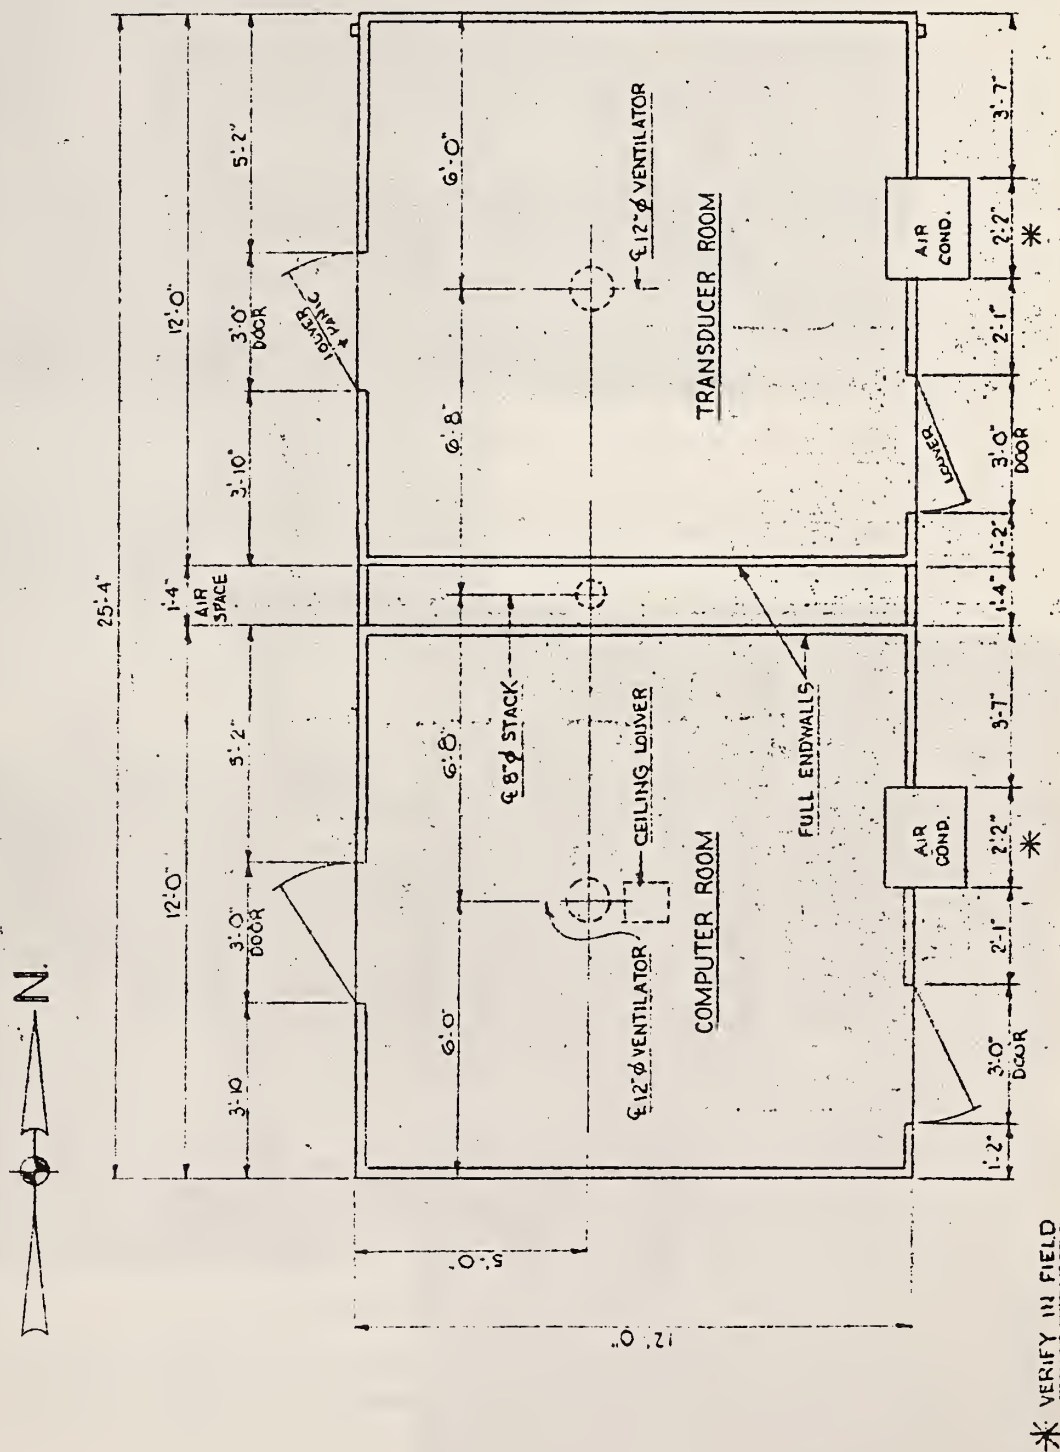 N.
25'-4"
12'-0"
1'-4"
AIR
SPACE
12'-0"
3'-10
3'-0"
DOOR
5'-2"
3'-10"
3'-0"
DOOR
5'-2"
LOUVER
& PANIC
6'-0"
6'-8"
6'-8"
6'-0"
℄ 8"ϕ STACK
℄ 12"ϕ VENTILATOR
CEILING LOUVER
℄ 12"ϕ VENTILATOR
COMPUTER ROOM
TRANSDUCER ROOM
FULL ENDWALLS
AIR
COND.
AIR
COND.
LOUVER
1'-2"
3'-0"
DOOR
2'-1"
2'-2"
*
3'-7"
1'-4"
1'-2"
3'-0"
DOOR
2'-1"
2'-2"
*
3'-7"
5'-0"
12'-0"
* VERIFY IN FIELD